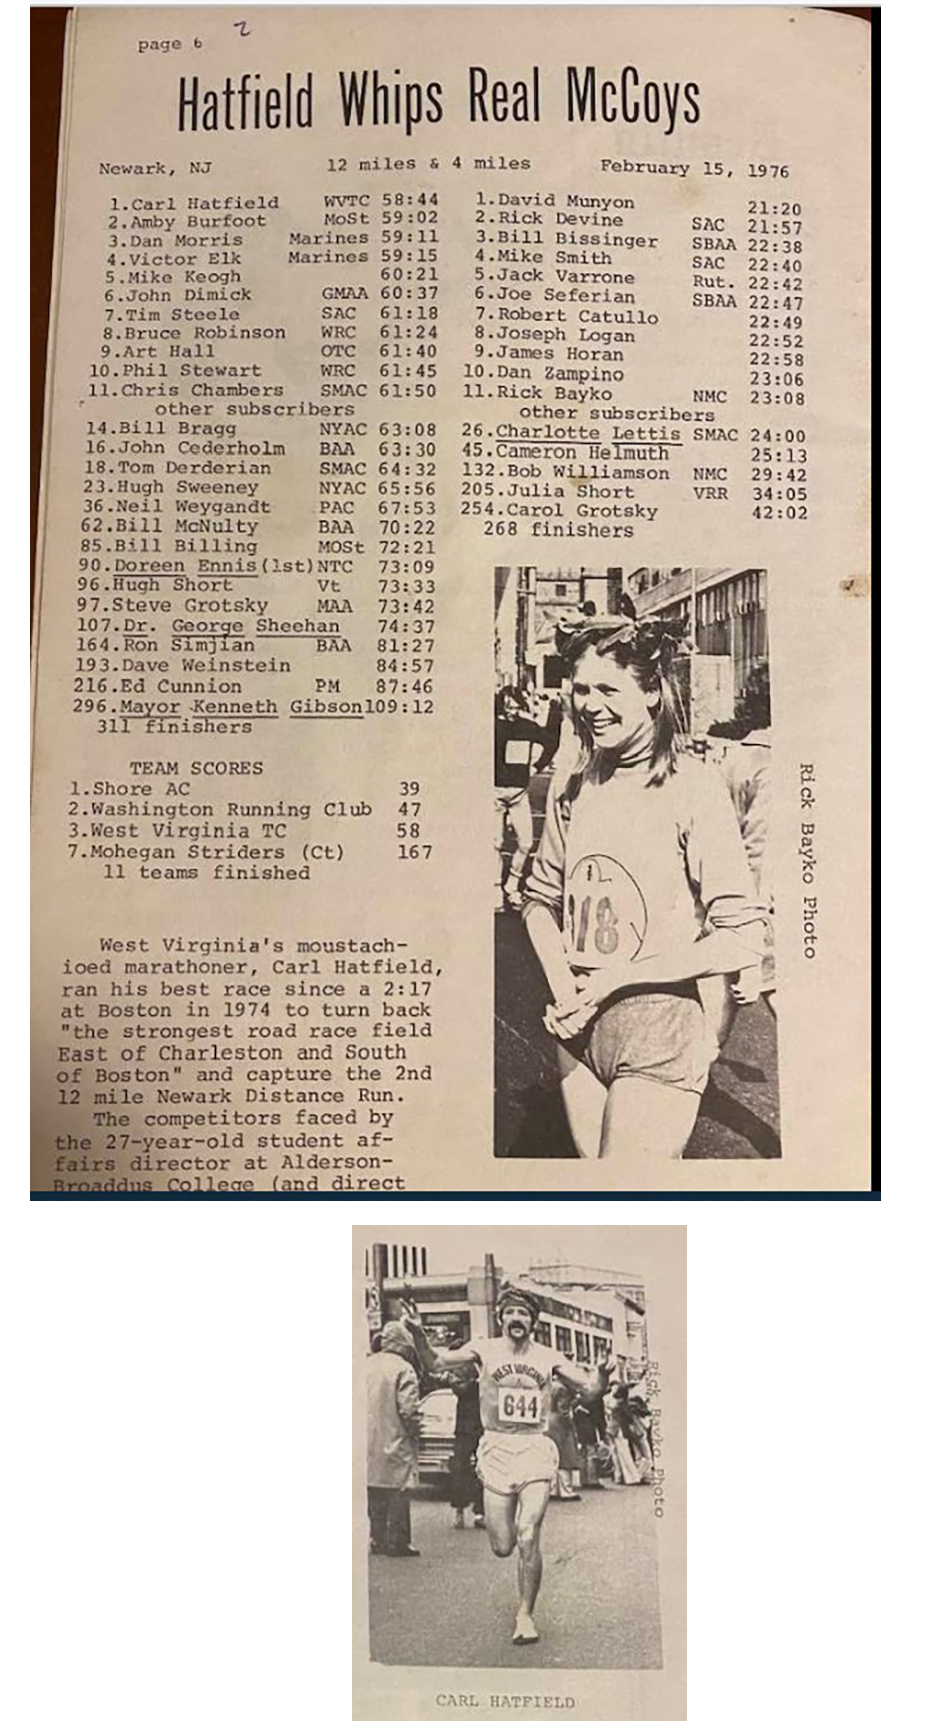 page 6
2
Hatfield Whips Real McCoys
Newark, NJ 12 miles & 4 miles February 15, 1976
1.Carl Hatfield WVTC 58:44
2.Amby Burfoot MoSt 59:02
3.Dan Morris Marines 59:11
4.Victor Elk Marines 59:15
5.Mike Keogh 60:21
6.John Dimick GMAA 60:37
7.Tim Steele SAC 61:18
8.Bruce Robinson WRC 61:24
9.Art Hall OTC 61:40
10.Phil Stewart WRC 61:45
11.Chris Chambers SMAC 61:50
other subscribers
14.Bill Bragg NYAC 63:08
16.John Cederholm BAA 63:30
18.Tom Derderian SMAC 64:32
23.Hugh Sweeney NYAC 65:56
36.Neil Weygandt PAC 67:53
62.Bill McNulty BAA 70:22
85.Bill Billing MOSt 72:21
90.Doreen Ennis(1st)NTC 73:09
96.Hugh Short Vt 73:33
97.Steve Grotsky MAA 73:42
107.Dr. George Sheehan 74:37
164.Ron Simjian BAA 81:27
193.Dave Weinstein 84:57
216.Ed Cunnion PM 87:46
296.Mayor Kenneth Gibson109:12
311 finishers
TEAM SCORES
1.Shore AC 39
2.Washington Running Club 47
3.West Virginia TC 58
7.Mohegan Striders (Ct) 167
11 teams finished
West Virginia's moustach-
ioed marathoner, Carl Hatfield,
ran his best race since a 2:17
at Boston in 1974 to turn back
"the strongest road race field
East of Charleston and South
of Boston" and capture the 2nd
12 mile Newark Distance Run.
The competitors faced by
the 27-year-old student af-
fairs director at Alderson-
Broaddus College (and direct
1.David Munyon 21:20
2.Rick Devine SAC 21:57
3.Bill Bissinger SBAA 22:38
4.Mike Smith SAC 22:40
5.Jack Varrone Rut. 22:42
6.Joe Seferian SBAA 22:47
7.Robert Catullo 22:49
8.Joseph Logan 22:52
9.James Horan 22:58
10.Dan Zampino 23:06
11.Rick Bayko NMC 23:08
other subscribers
26.Charlotte Lettis SMAC 24:00
45.Cameron Helmuth 25:13
132.Bob Williamson NMC 29:42
205.Julia Short VRR 34:05
254.Carol Grotsky 42:02
268 finishers
118
Rick Bayko Photo
WEST VIRGINIA
644
Rick Bayko Photo
CARL HATFIELD